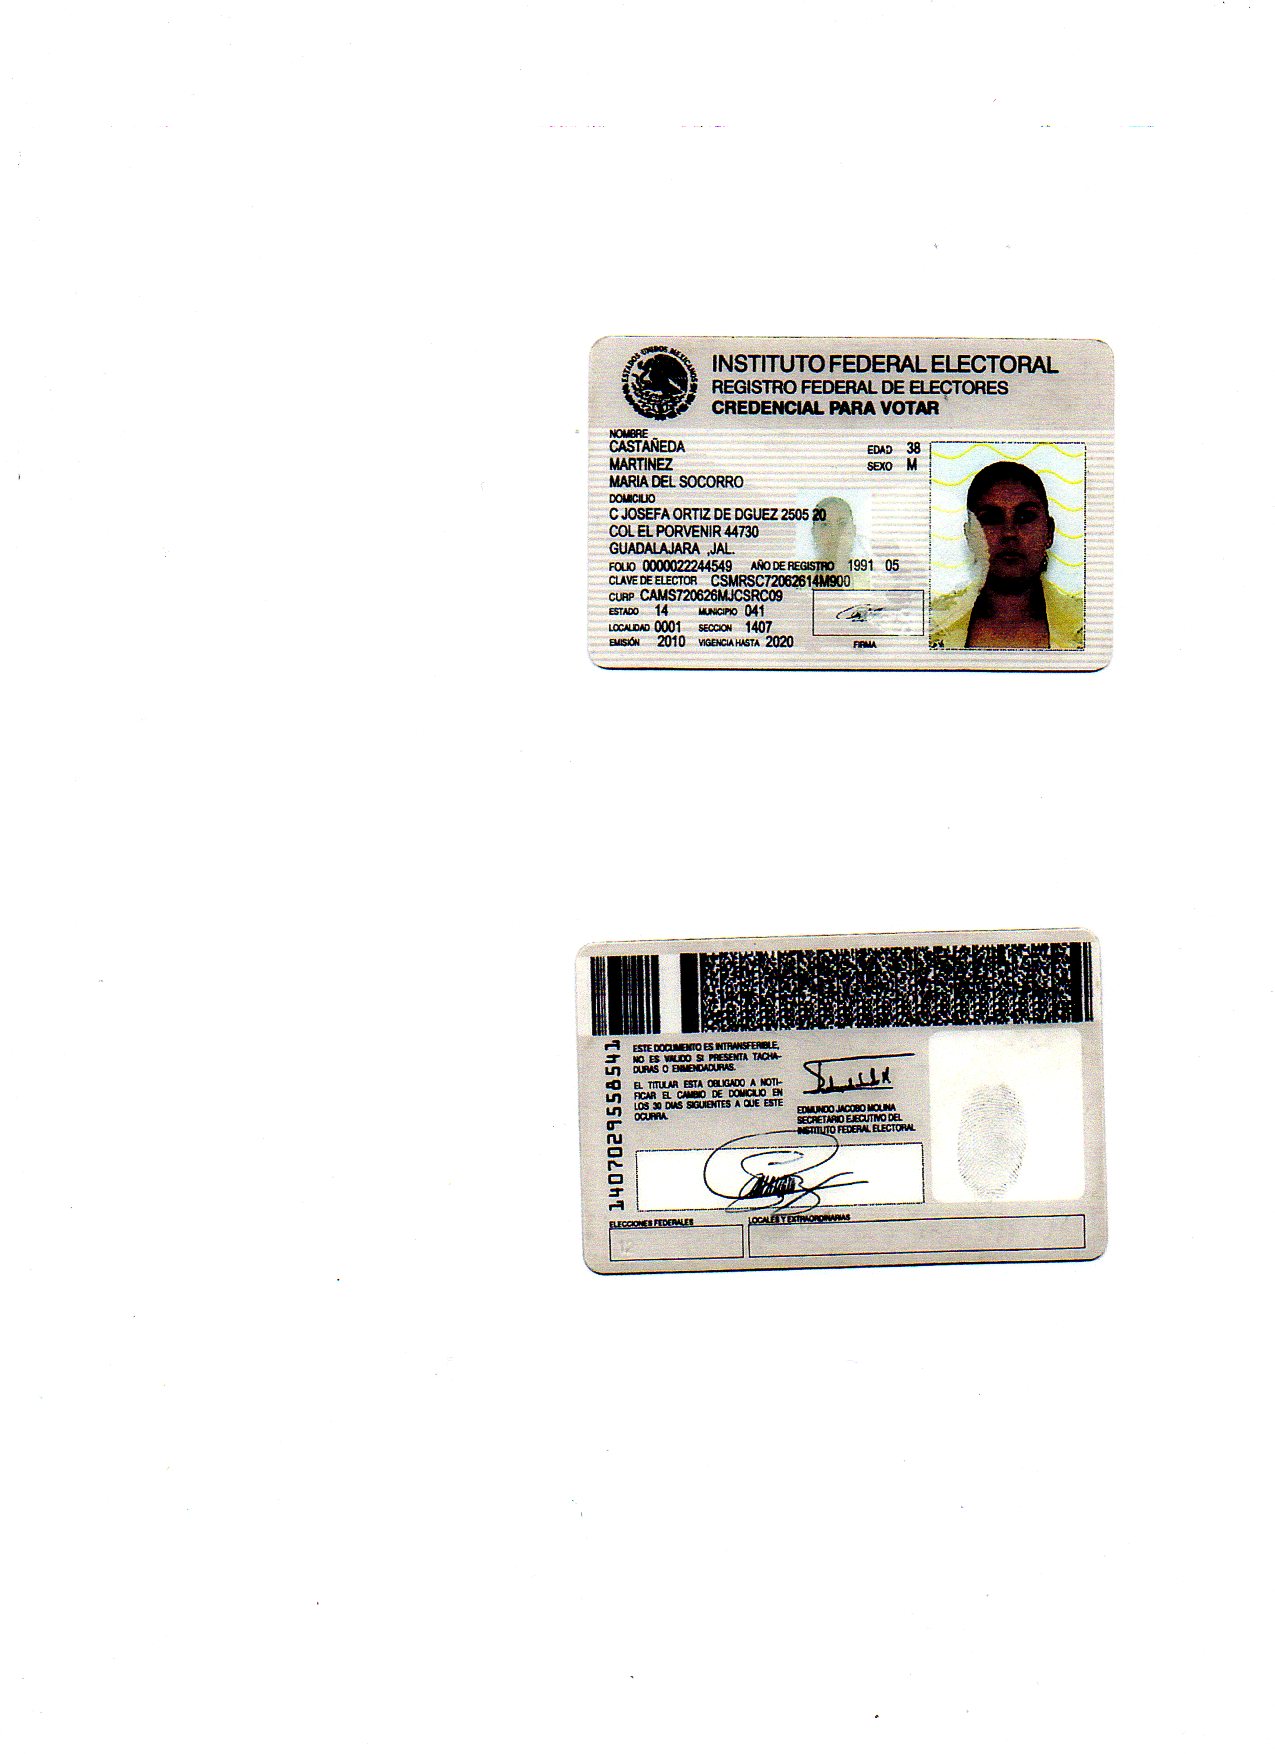 ESTADOS UNIDOS MEXICANOS
INSTITUTO FEDERAL ELECTORAL
REGISTRO FEDERAL DE ELECTORES
CREDENCIAL PARA VOTAR
NOMBRE
CASTAÑEDA
MARTINEZ
MARIA DEL SOCORRO
EDAD 38
SEXO M
DOMICILIO
C JOSEFA ORTIZ DE DGUEZ 2505 20
COL EL PORVENIR 44730
GUADALAJARA ,JAL.
FOLIO 0000022244549 AÑO DE REGISTRO 1991 05
CLAVE DE ELECTOR CSMRSC72062614M900
CURP CAMS720626MJCSRC09
ESTADO 14 MUNICIPIO 041
LOCALIDAD 0001 SECCION 1407
EMISIÓN 2010 VIGENCIA HASTA 2020
FIRMA
1407029558541
ESTE DOCUMENTO ES INTRANSFERIBLE,
NO ES VALIDO SI PRESENTA TACHA-
DURAS O ENMENDADURAS.
EL TITULAR ESTA OBLIGADO A NOTI-
FICAR EL CAMBIO DE DOMICILIO EN
LOS 30 DIAS SIGUIENTES A QUE ESTE
OCURRA.
EDMUNDO JACOBO MOLINA
SECRETARIO EJECUTIVO DEL
INSTITUTO FEDERAL ELECTORAL
ELECCIONES FEDERALES
LOCALES Y EXTRAORDINARIAS
12